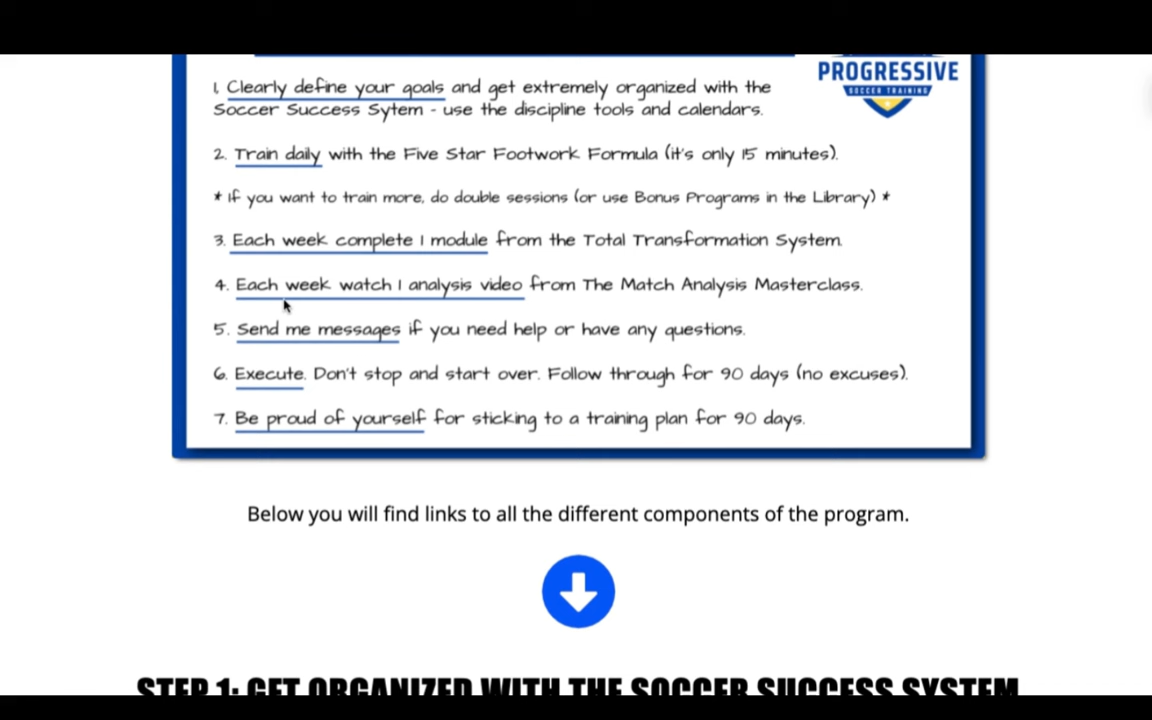 PROGRESSIVE
SOCCER TRAINING
1. Clearly define your goals and get extremely organized with the
Soccer Success Sytem - use the discipline tools and calendars.
2. Train daily with the Five Star Footwork Formula (it's only 15 minutes).
* If you want to train more, do double sessions (or use Bonus Programs in the Library) *
3. Each week complete 1 module from the Total Transformation System.
4. Each week watch 1 analysis video from The Match Analysis Masterclass.
5. Send me messages if you need help or have any questions.
6. Execute. Don't stop and start over. Follow through for 90 days (no excuses).
7. Be proud of yourself for sticking to a training plan for 90 days.
Below you will find links to all the different components of the program.
STEP 1: GET ORGANIZED WITH THE SOCCER SUCCESS SYSTEM